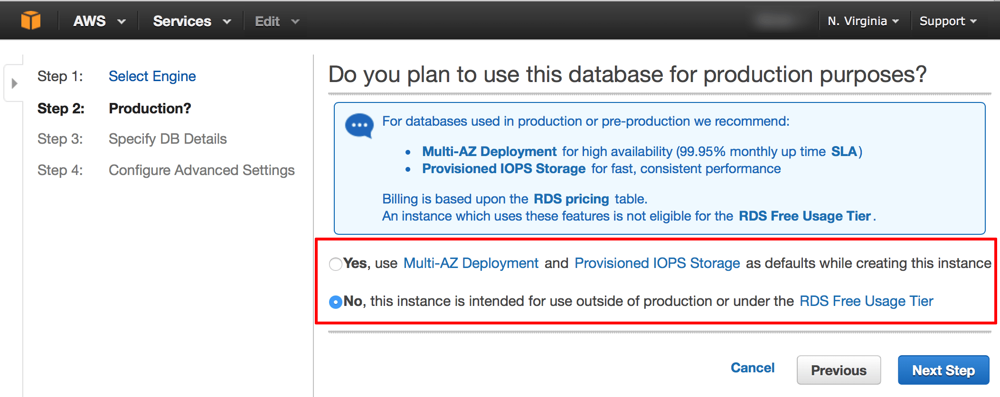 AWS Services Edit N. Virginia Support
Step 1: Select Engine
Step 2: Production?
Step 3: Specify DB Details
Step 4: Configure Advanced Settings
Do you plan to use this database for production purposes?
For databases used in production or pre-production we recommend:
• Multi-AZ Deployment for high availability (99.95% monthly up time SLA)
• Provisioned IOPS Storage for fast, consistent performance
Billing is based upon the RDS pricing table.
An instance which uses these features is not eligible for the RDS Free Usage Tier.
Yes, use Multi-AZ Deployment and Provisioned IOPS Storage as defaults while creating this instance
No, this instance is intended for use outside of production or under the RDS Free Usage Tier
Cancel Previous Next Step